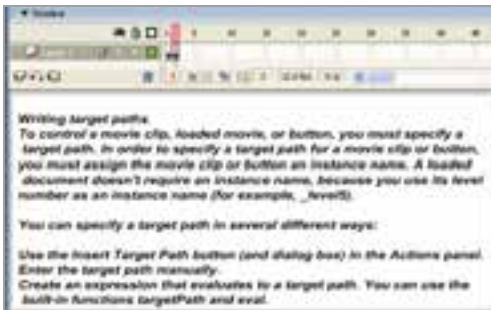 Timeline
Writing target paths
To control a movie clip, loaded movie, or button, you must specify a
target path. In order to specify a target path for a movie clip or button,
you must assign the movie clip or button an instance name. A loaded
document doesn't require an instance name, because you use its level
number as an instance name (for example, _level5).
You can specify a target path in several different ways:
Use the Insert Target Path button (and dialog box) in the Actions panel.
Enter the target path manually.
Create an expression that evaluates to a target path. You can use the
built-in functions targetPath and eval.